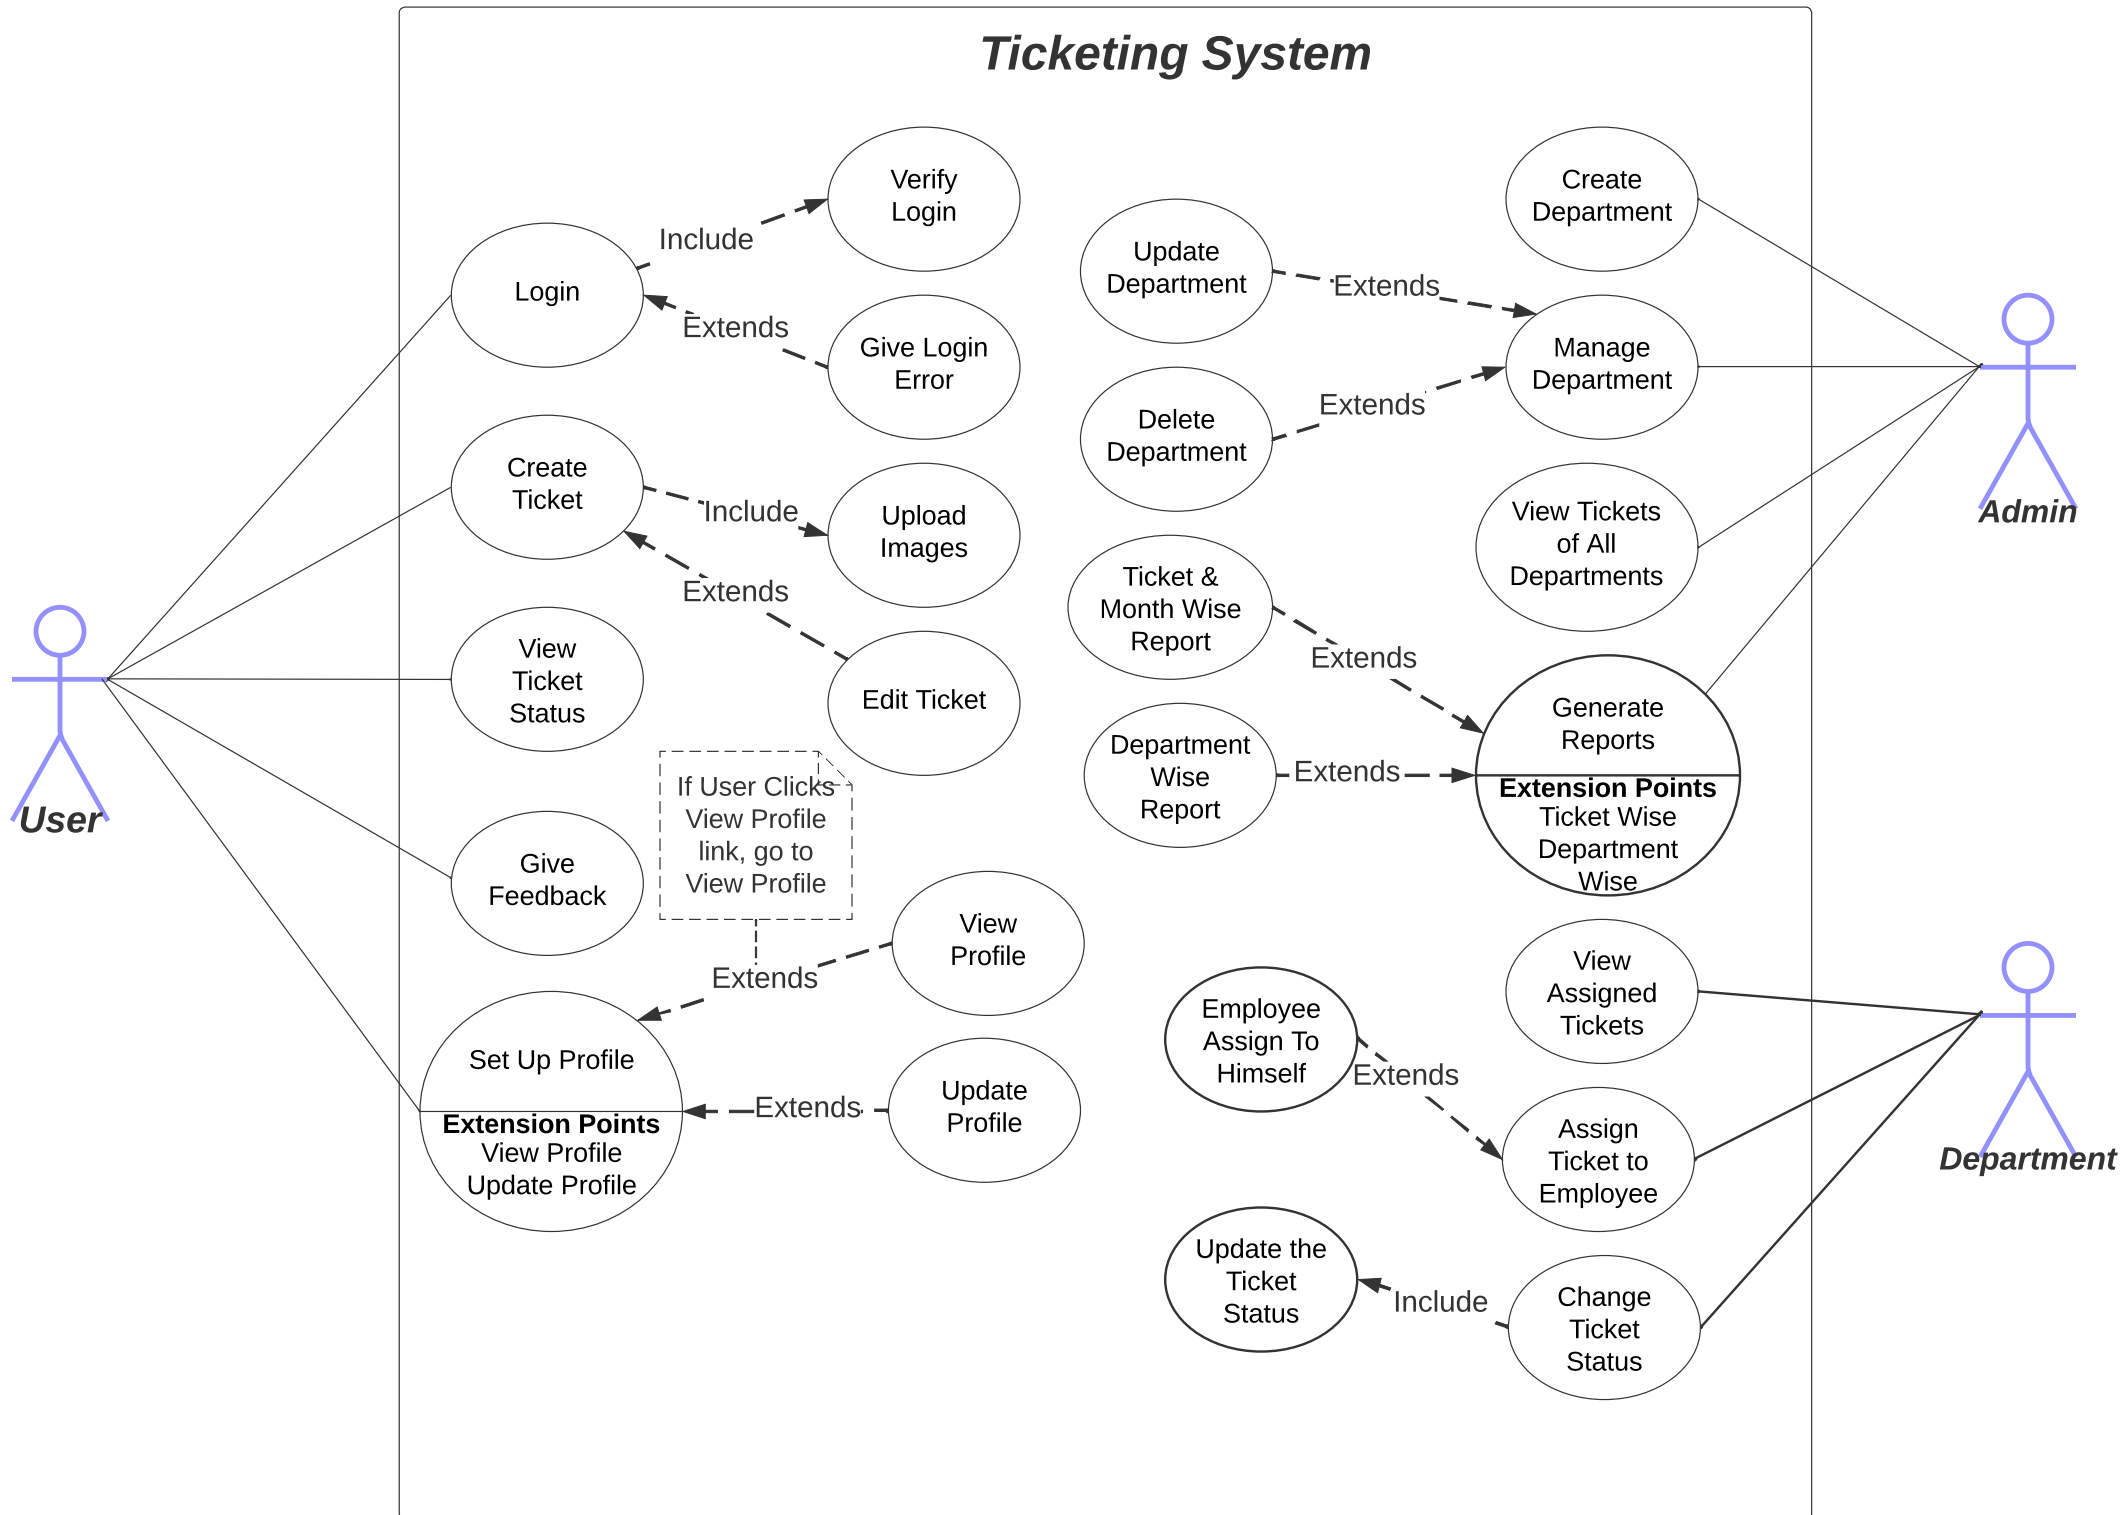 Ticketing System
Verify
Login
Include
Login
Extends
Give Login
Error
Create
Ticket
Include
Upload
Images
Extends
Edit Ticket
View
Ticket
Status
If User Clicks
View Profile
link, go to
View Profile
Give
Feedback
View
Profile
Extends
Set Up Profile
Extension Points
View Profile
Update Profile
Extends
Update
Profile
User
Create
Department
Update
Department
Extends
Manage
Department
Delete
Department
Extends
View Tickets
of All
Departments
Ticket &
Month Wise
Report
Extends
Generate
Reports
Extension Points
Ticket Wise
Department
Wise
Department
Wise
Report
Extends
Admin
View
Assigned
Tickets
Employee
Assign To
Himself
Extends
Assign
Ticket to
Employee
Update the
Ticket
Status
Include
Change
Ticket
Status
Department